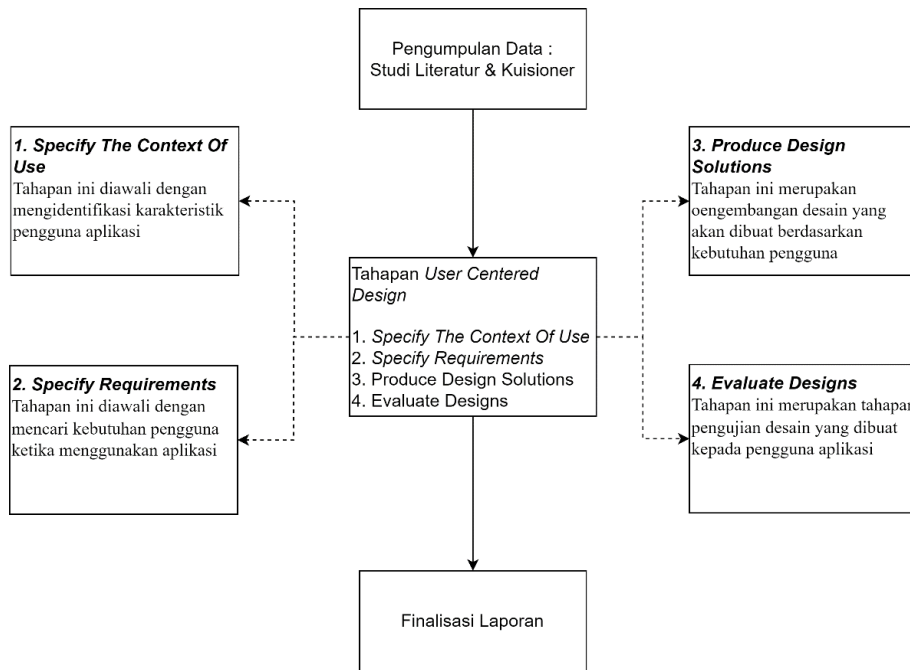 Pengumpulan Data :
Studi Literatur & Kuisioner
1. Specify The Context Of
Use
Tahapan ini diawali dengan
mengidentifikasi karakteristik
pengguna aplikasi
3. Produce Design
Solutions
Tahapan ini merupakan
oengembangan desain yang
akan dibuat berdasarkan
kebutuhan pengguna
Tahapan User Centered
Design
1. Specify The Context Of Use
2. Specify Requirements
3. Produce Design Solutions
4. Evaluate Designs
2. Specify Requirements
Tahapan ini diawali dengan
mencari kebutuhan pengguna
ketika menggunakan aplikasi
4. Evaluate Designs
Tahapan ini merupakan tahapan
pengujian desain yang dibuat
kepada pengguna aplikasi
Finalisasi Laporan